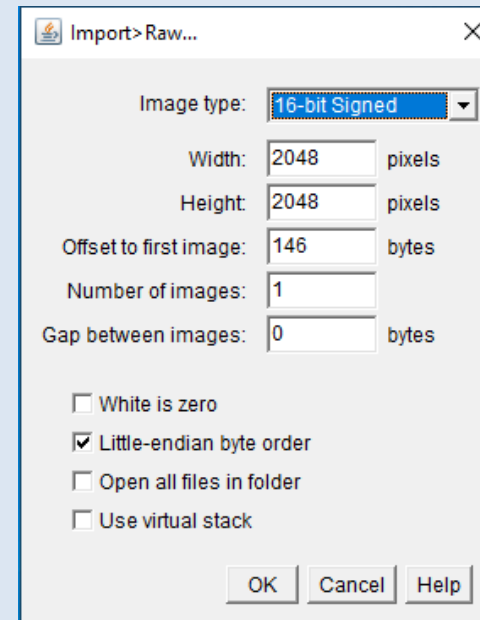 Import>Raw...
Image type: 16-bit Signed
Width: 2048 pixels
Height: 2048 pixels
Offset to first image: 146 bytes
Number of images: 1
Gap between images: 0 bytes
White is zero
Little-endian byte order
Open all files in folder
Use virtual stack
OK Cancel Help